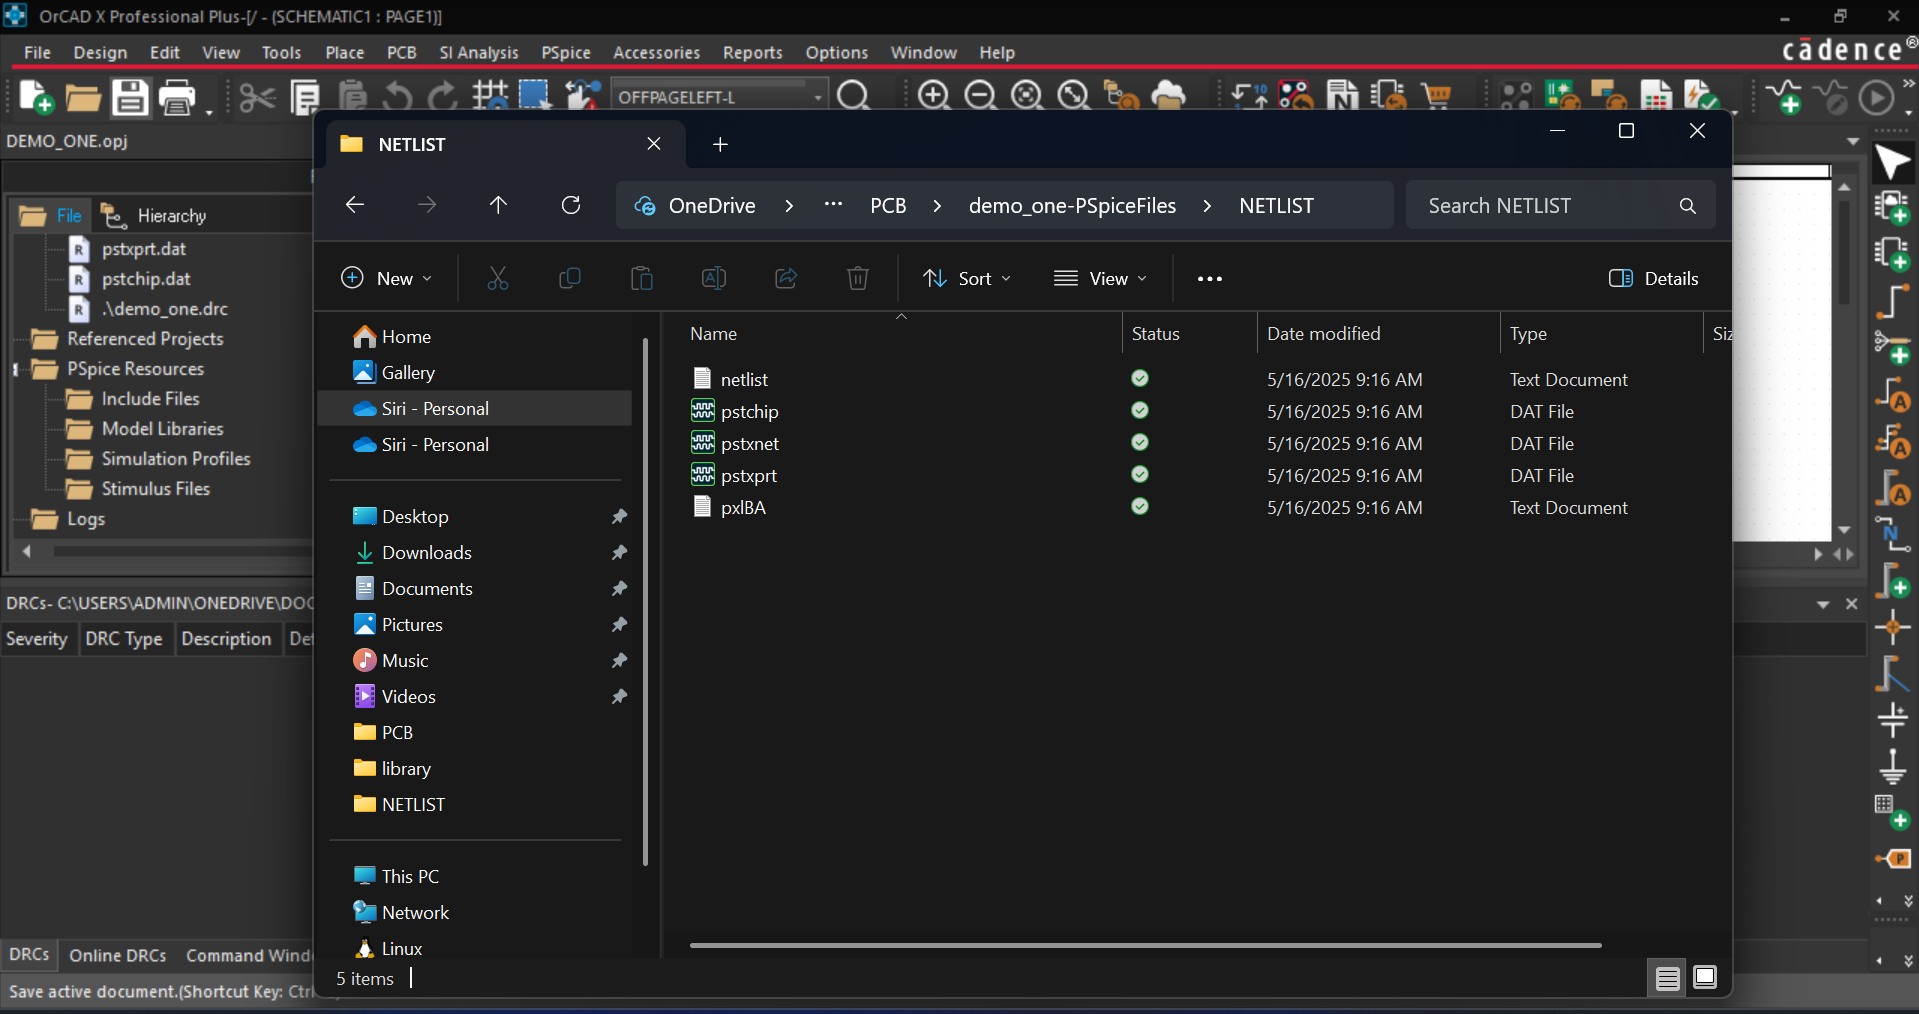 OrCAD X Professional Plus-[/ - (SCHEMATIC1 : PAGE1)]
File Design Edit View Tools Place PCB SI Analysis PSpice Accessories Reports Options Window Help
cādence®
OFFPAGELEFT-L
DEMO_ONE.opj
File Hierarchy
pstxprt.dat
pstchip.dat
.\demo_one.drc
Referenced Projects
PSpice Resources
Include Files
Model Libraries
Simulation Profiles
Stimulus Files
Logs
DRCs- C:\USERS\ADMIN\ONEDRIVE\DOC
Severity DRC Type Description Det
DRCs Online DRCs Command Wind
Save active document.(Shortcut Key: Ctr
NETLIST
OneDrive > ... PCB > demo_one-PSpiceFiles > NETLIST
Search NETLIST
New Sort View ... Details
Home
Gallery
Siri - Personal
Siri - Personal
Desktop
Downloads
Documents
Pictures
Music
Videos
PCB
library
NETLIST
This PC
Network
Linux
Name Status Date modified Type Siz
netlist 5/16/2025 9:16 AM Text Document
pstchip 5/16/2025 9:16 AM DAT File
pstxnet 5/16/2025 9:16 AM DAT File
pstxprt 5/16/2025 9:16 AM DAT File
pxlBA 5/16/2025 9:16 AM Text Document
5 items